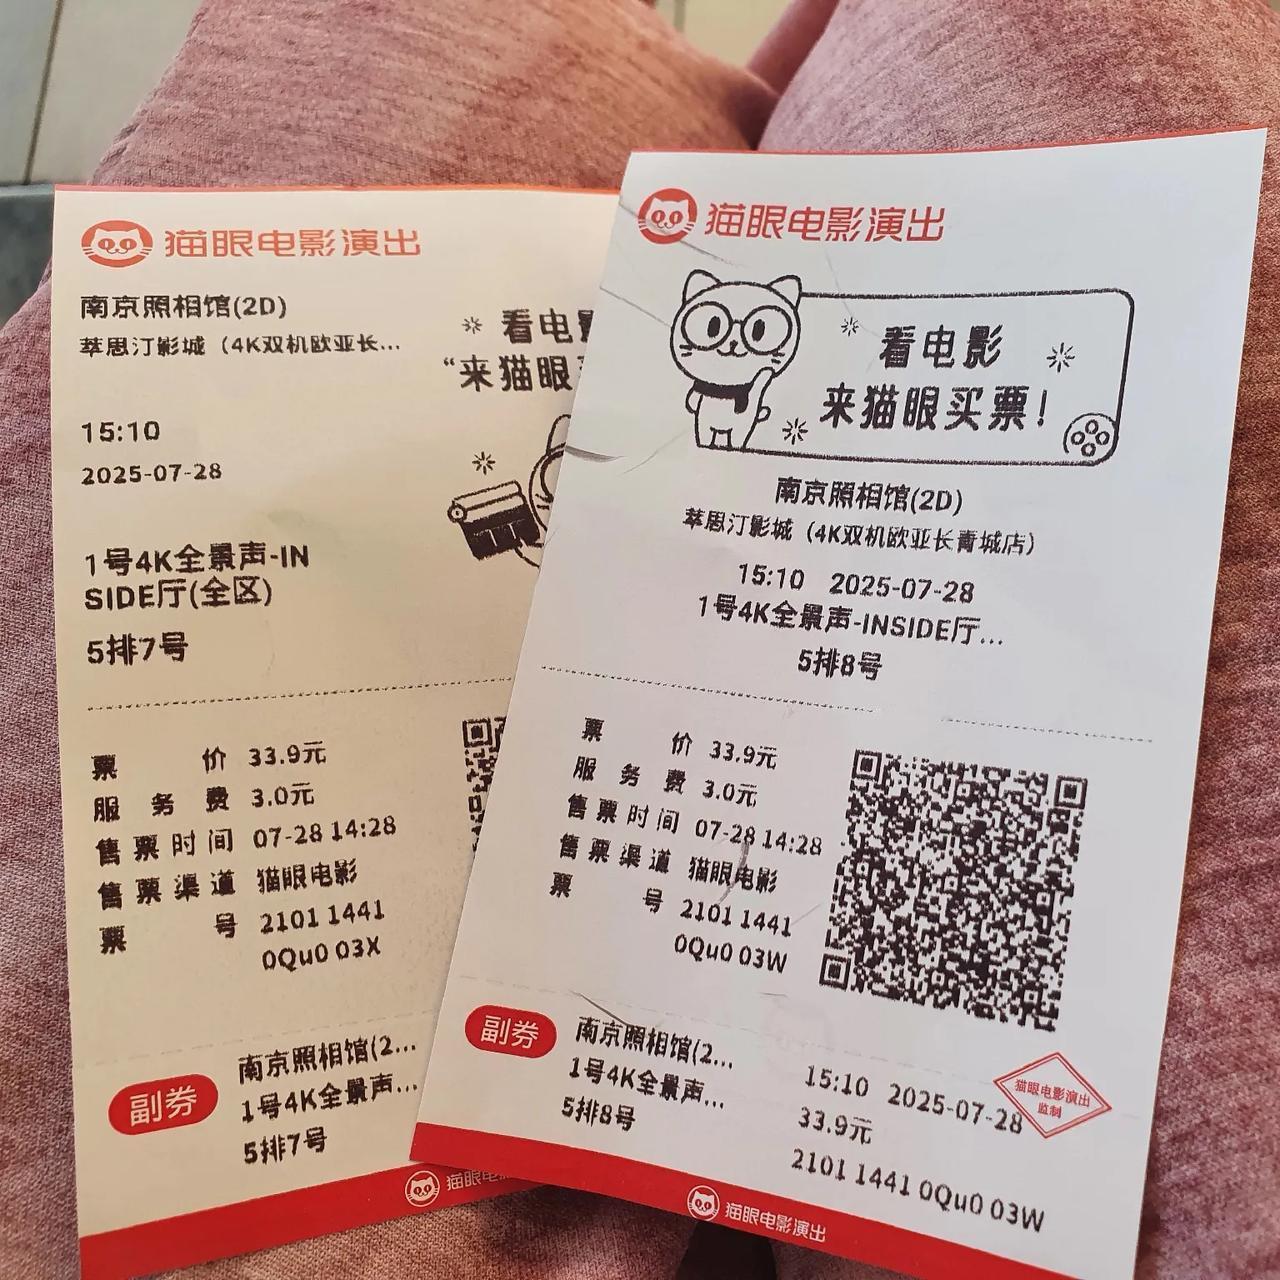 猫眼电影演出
南京照相馆(2D)
萃思汀影城（4K双机欧亚长...
看电影
“来猫眼
15:10
2025-07-28
1号4K全景声-IN
SIDE厅(全区)
5排7号
票价 33.9元
服务费 3.0元
售票时间 07-28 14:28
售票渠道 猫眼电影
票号 2101 1441
0Qu0 03X
副券
南京照相馆(2...
1号4K全景声...
5排7号
猫眼电影演出
看电影
来猫眼买票！
南京照相馆(2D)
萃思汀影城（4K双机欧亚长青城店）
15:10 2025-07-28
1号4K全景声-INSIDE厅...
5排8号
票价 33.9元
服务费 3.0元
售票时间 07-28 14:28
售票渠道 猫眼电影
票号 2101 1441
0Qu0 03W
副券
南京照相馆(2...
1号4K全景声...
5排8号
15:10 2025-07-28
33.9元
2101 1441 0Qu0 03W
猫眼电影演出
监制
猫眼电影演出